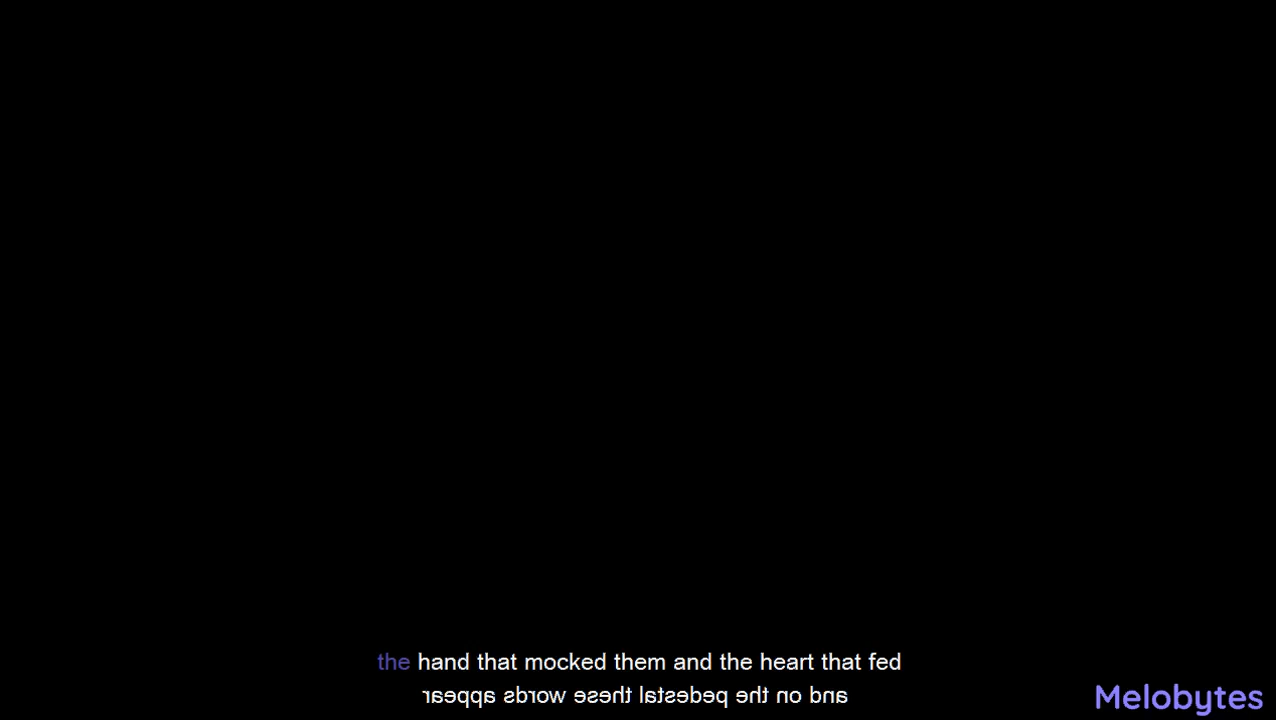 the hand that mocked them and the heart that fed
and on the pedestal these words appear
Melobytes